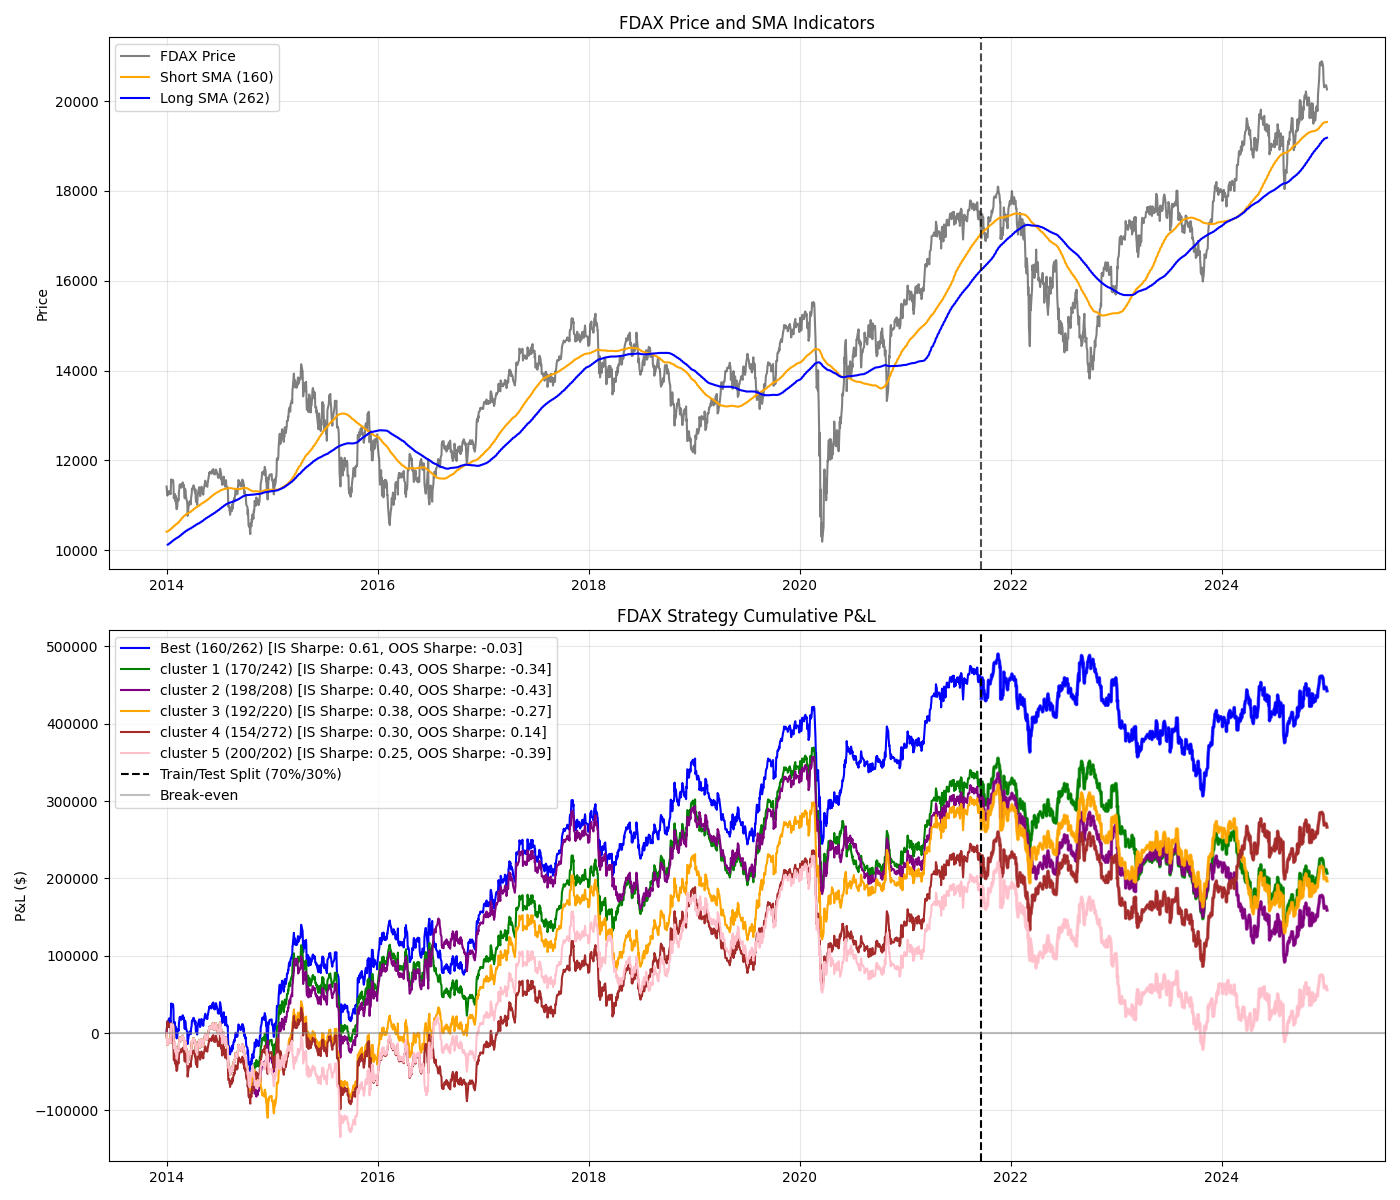 FDAX Price and SMA Indicators
FDAX Price
Short SMA (160)
Long SMA (262)
Price
20000
18000
16000
14000
12000
10000
2014 2016 2018 2020 2022 2024
FDAX Strategy Cumulative P&L
Best (160/262) [IS Sharpe: 0.61, OOS Sharpe: -0.03]
cluster 1 (170/242) [IS Sharpe: 0.43, OOS Sharpe: -0.34]
cluster 2 (198/208) [IS Sharpe: 0.40, OOS Sharpe: -0.43]
cluster 3 (192/220) [IS Sharpe: 0.38, OOS Sharpe: -0.27]
cluster 4 (154/272) [IS Sharpe: 0.30, OOS Sharpe: 0.14]
cluster 5 (200/202) [IS Sharpe: 0.25, OOS Sharpe: -0.39]
Train/Test Split (70%/30%)
Break-even
P&L ($)
500000
400000
300000
200000
100000
0
−100000
2014 2016 2018 2020 2022 2024